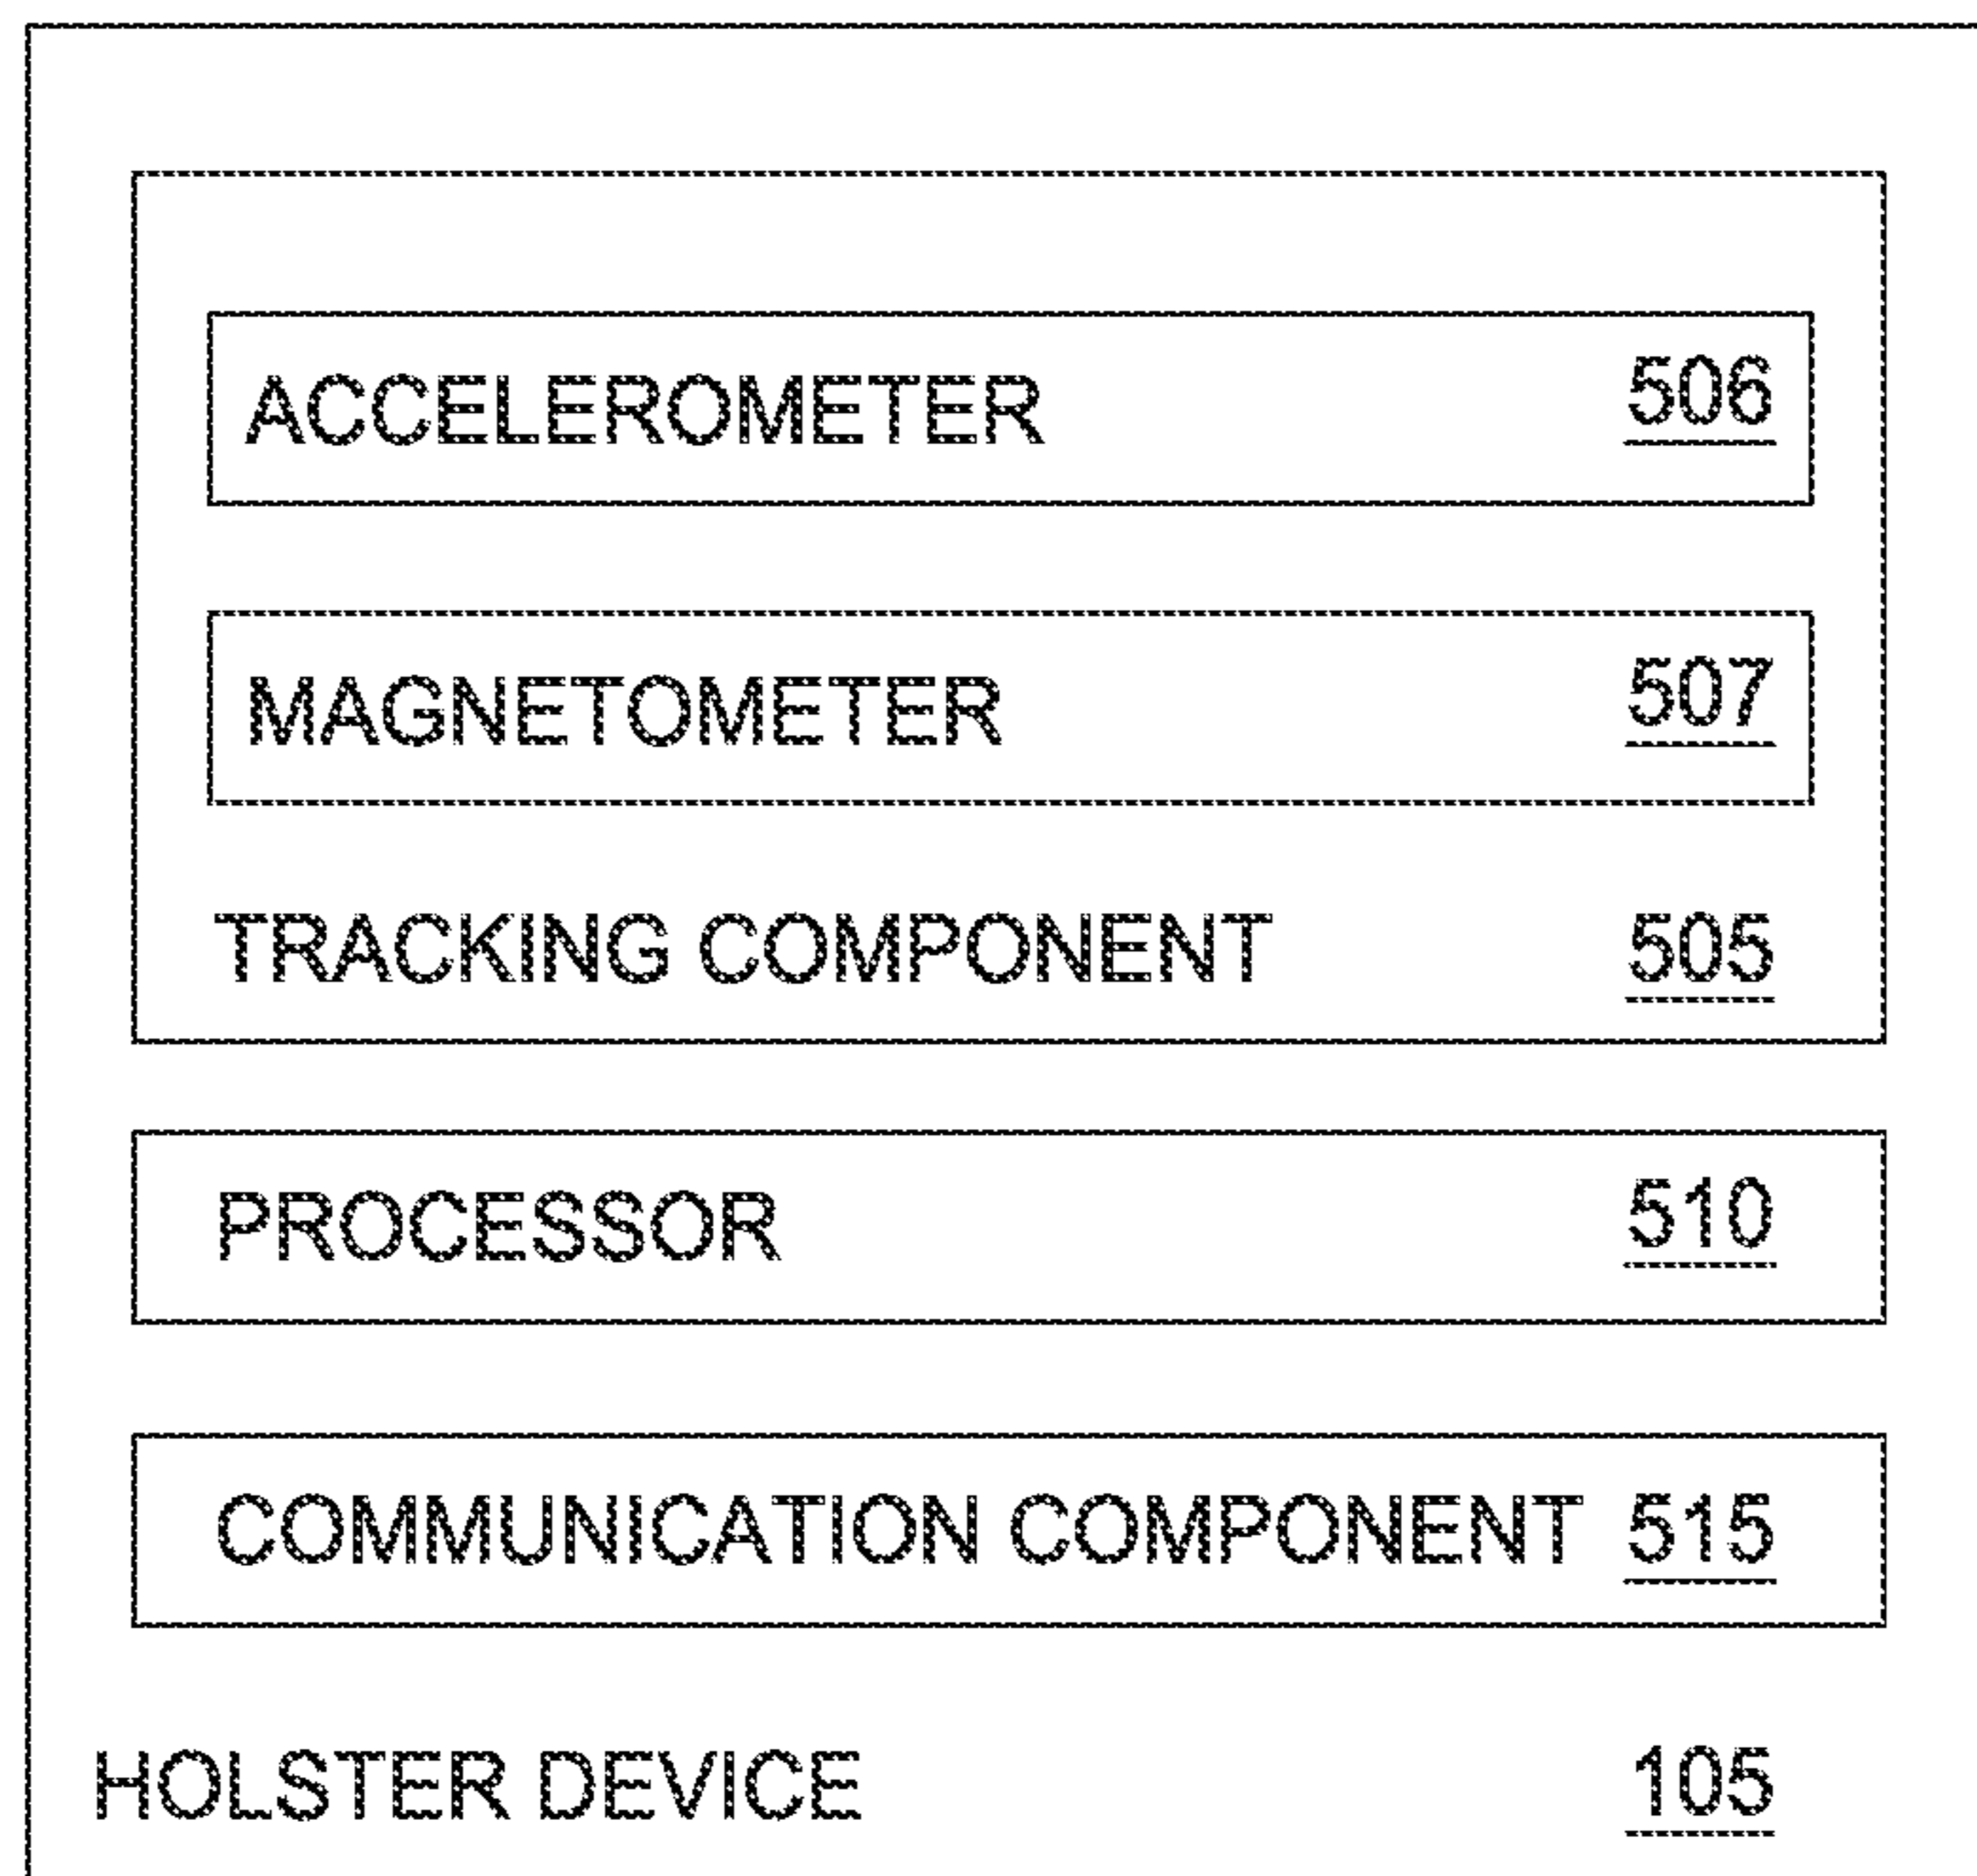 ACCELEROMETER 506
MAGNETOMETER 507
TRACKING COMPONENT 505
PROCESSOR 510
COMMUNICATION COMPONENT 515
HOLSTER DEVICE 105